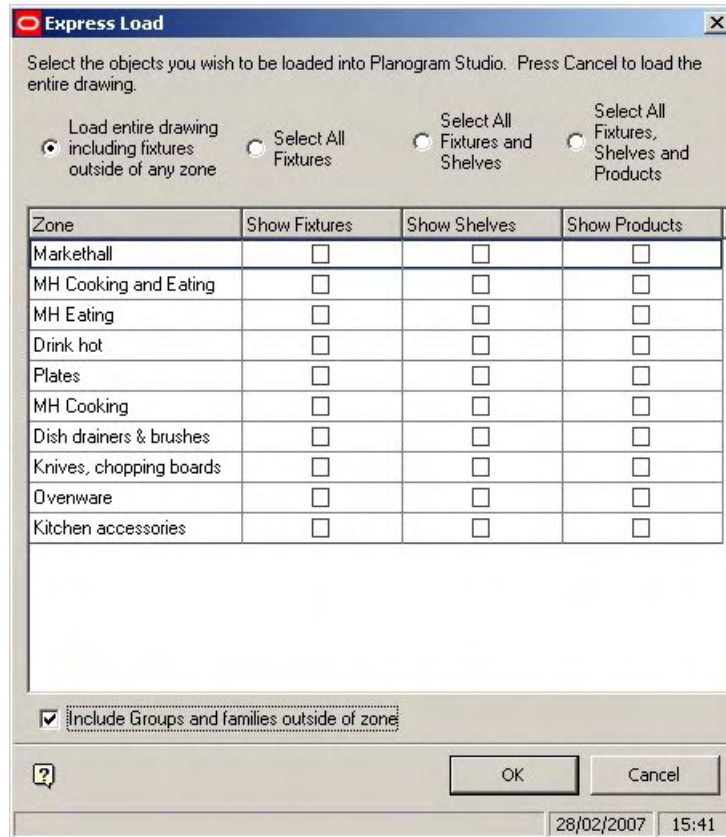 Express Load
Select the objects you wish to be loaded into Planogram Studio. Press Cancel to load the
entire drawing.
Load entire drawing
including fixtures
outside of any zone
Select All
Fixtures
Select All
Fixtures and
Shelves
Select All
Fixtures,
Shelves and
Products
Zone Show Fixtures Show Shelves Show Products
Markethall
MH Cooking and Eating
MH Eating
Drink hot
Plates
MH Cooking
Dish drainers & brushes
Knives, chopping boards
Ovenware
Kitchen accessories
Include Groups and families outside of zone
OK Cancel
28/02/2007 15:41